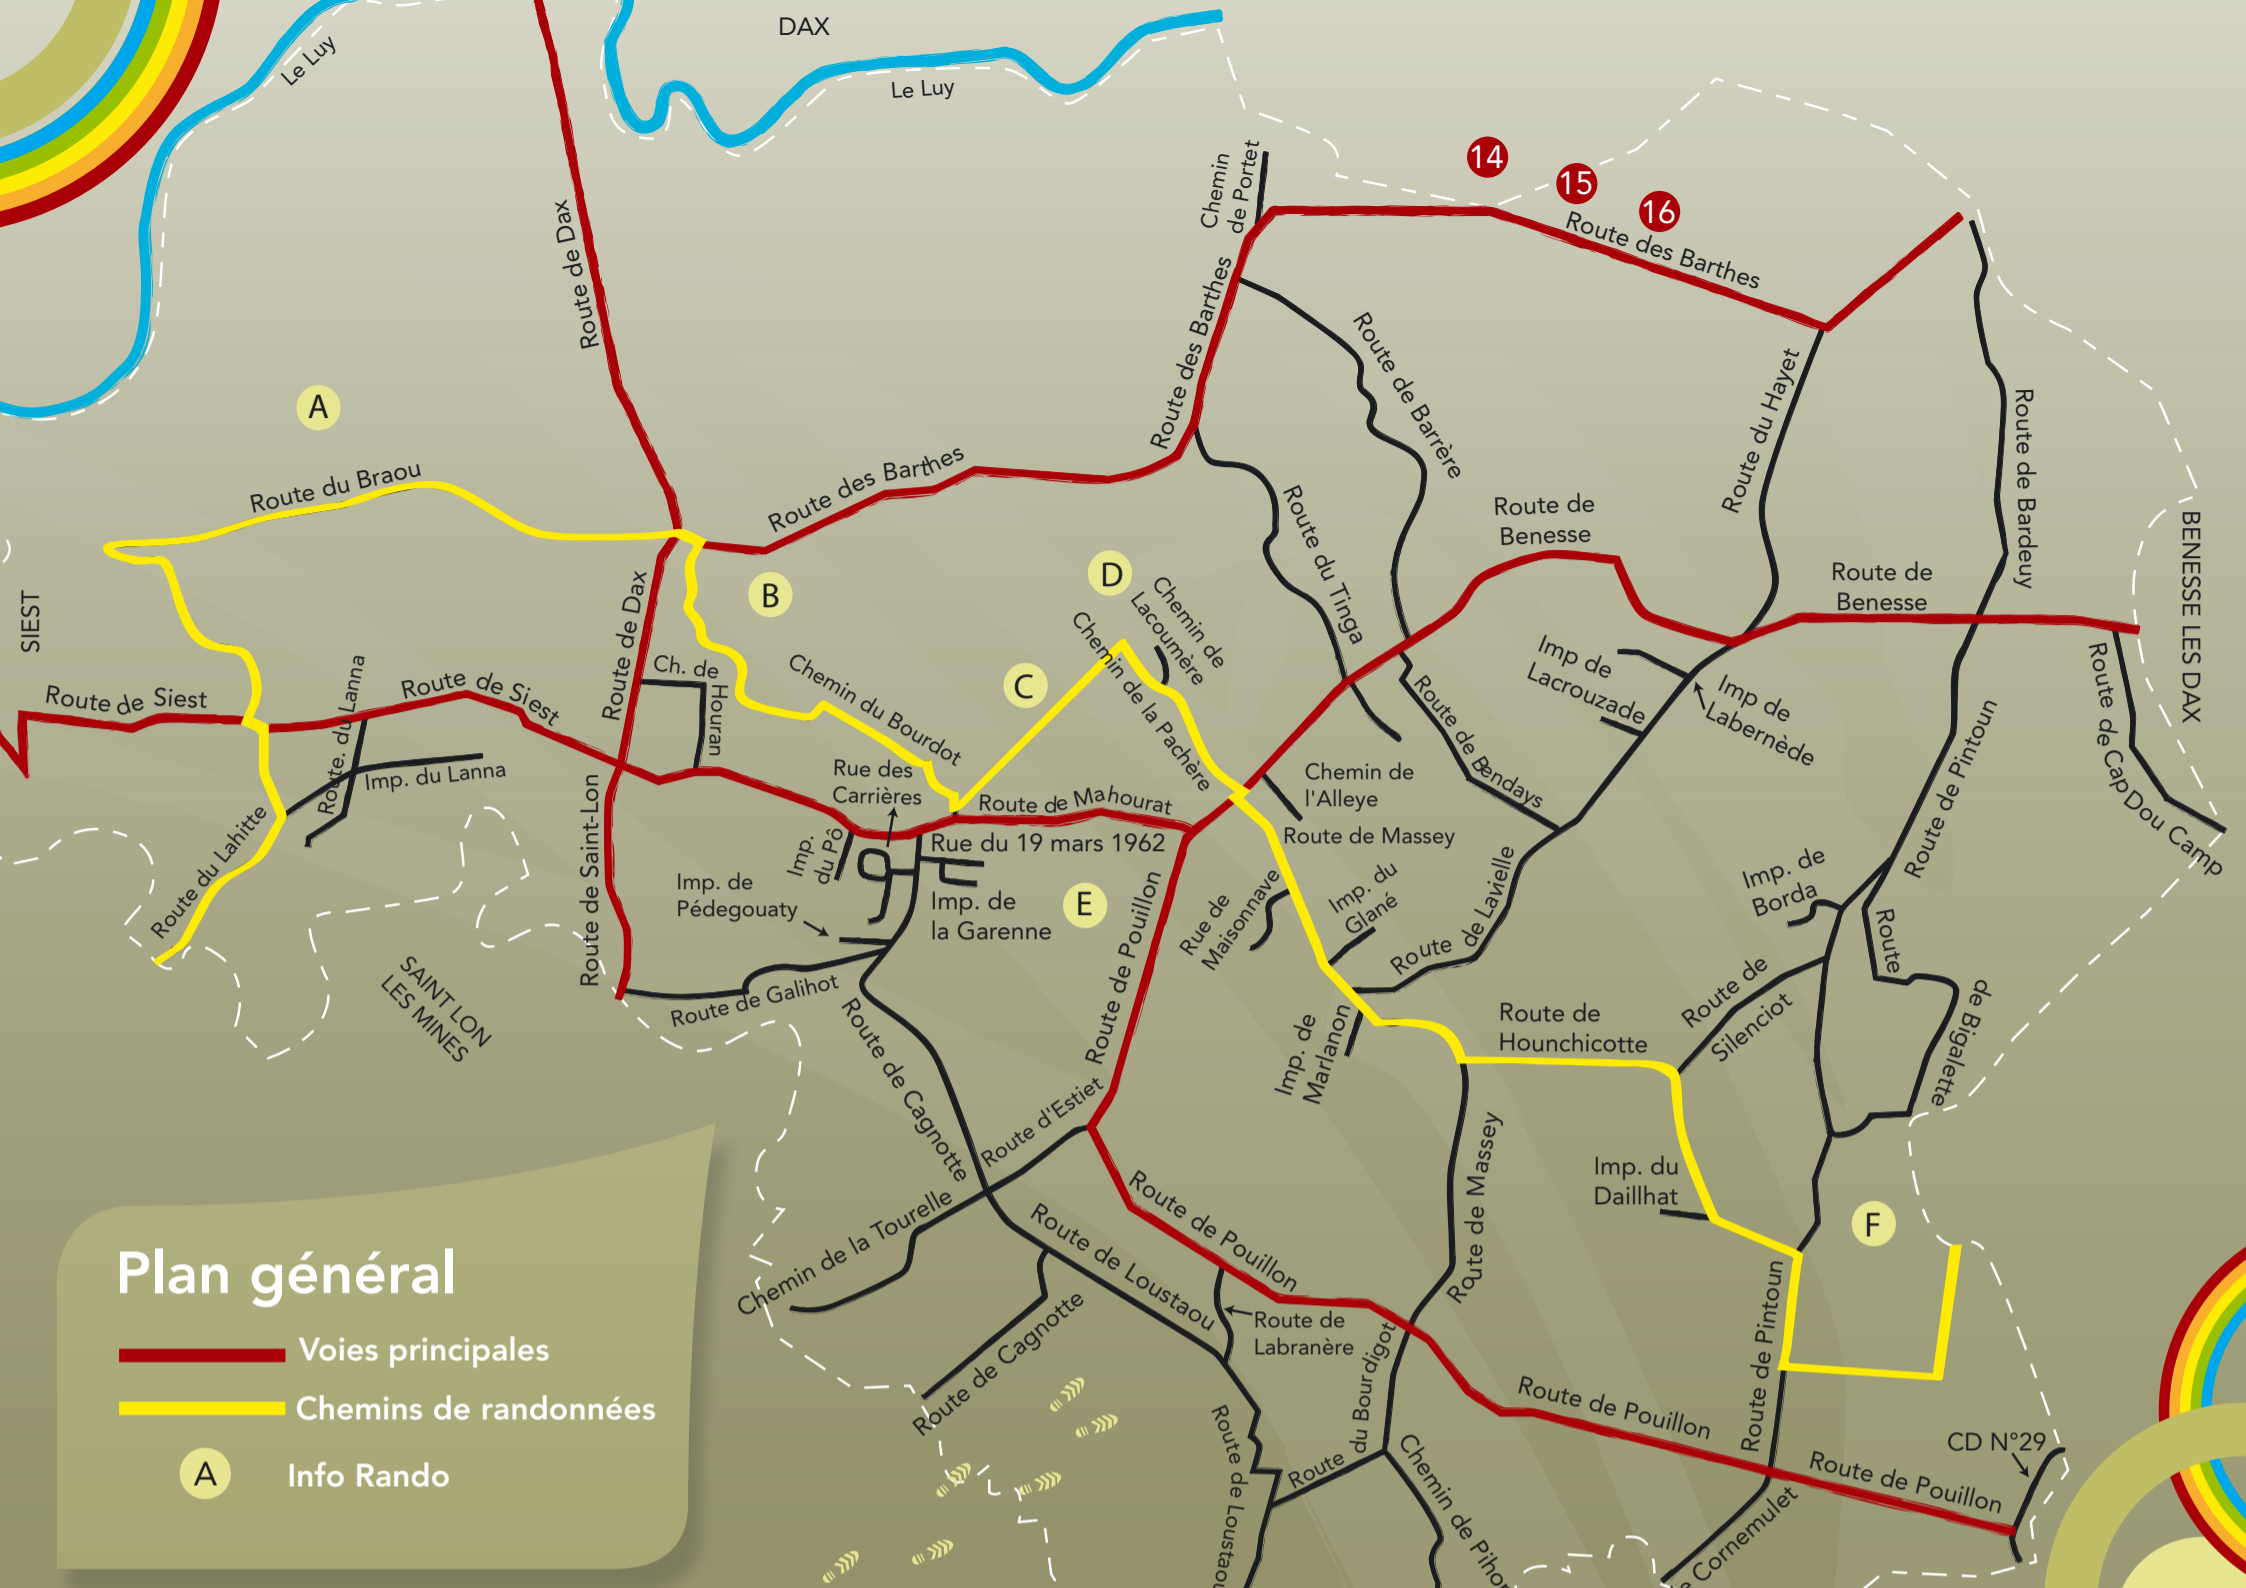 DAX
Le Luy
Le Luy
Chemin
de Portet
14
15
16
Route des Barthes
Route de Dax
Route des Barthes
Route de Barrère
Route du Hayet
Route de Bardeuy
A
Route du Braou
Route des Barthes
Route du Tinga
Route de
Benesse
Route de
Benesse
BENESSE LES DAX
SIEST
B
D
Chemin de
Lacoumère
Route de Dax
Ch. de
Houran
Chemin du Bourdot
C
Chemin de la Pachère
Imp de
Lacrouzade
Imp de
Labernède
Route de Siest
Route de Siest
Route. du Lanna
Imp. du Lanna
Route de Bendays
Route de Pintoun
Route de Cap Dou Camp
Rue des
Carrières
Route de Mahourat
Chemin de
l'Alleye
Route de Massey
Route du Lahitte
Route de Saint-Lon
Imp.
du Pô
Rue du 19 mars 1962
Imp. de
Pédegouaty
Imp. de
la Garenne
E
Route de Pouillon
Rue de
Maisonnave
Imp. du
Glané
Route de Lavielle
Imp. de
Borda
Route
de Bigalette
SAINT LON
LES MINES
Route de Galihot
Route de Cagnotte
Imp. de
Marlanon
Route de
Hounchicotte
Route de
Silenciot
Route d'Estiet
Route de Massey
Imp. du
Daillhat
F
Chemin de la Tourelle
Route de Loustaou
Route de Pouillon
Route de Cagnotte
Route de
Labranère
Route
du Bourdigot
Route de Pintoun
Route de Pouillon
Route de Pouillon
CD N°29
Route de Loustaou
Chemin de Piho
Cornemulet
Plan général
Voies principales
Chemins de randonnées
A
Info Rando